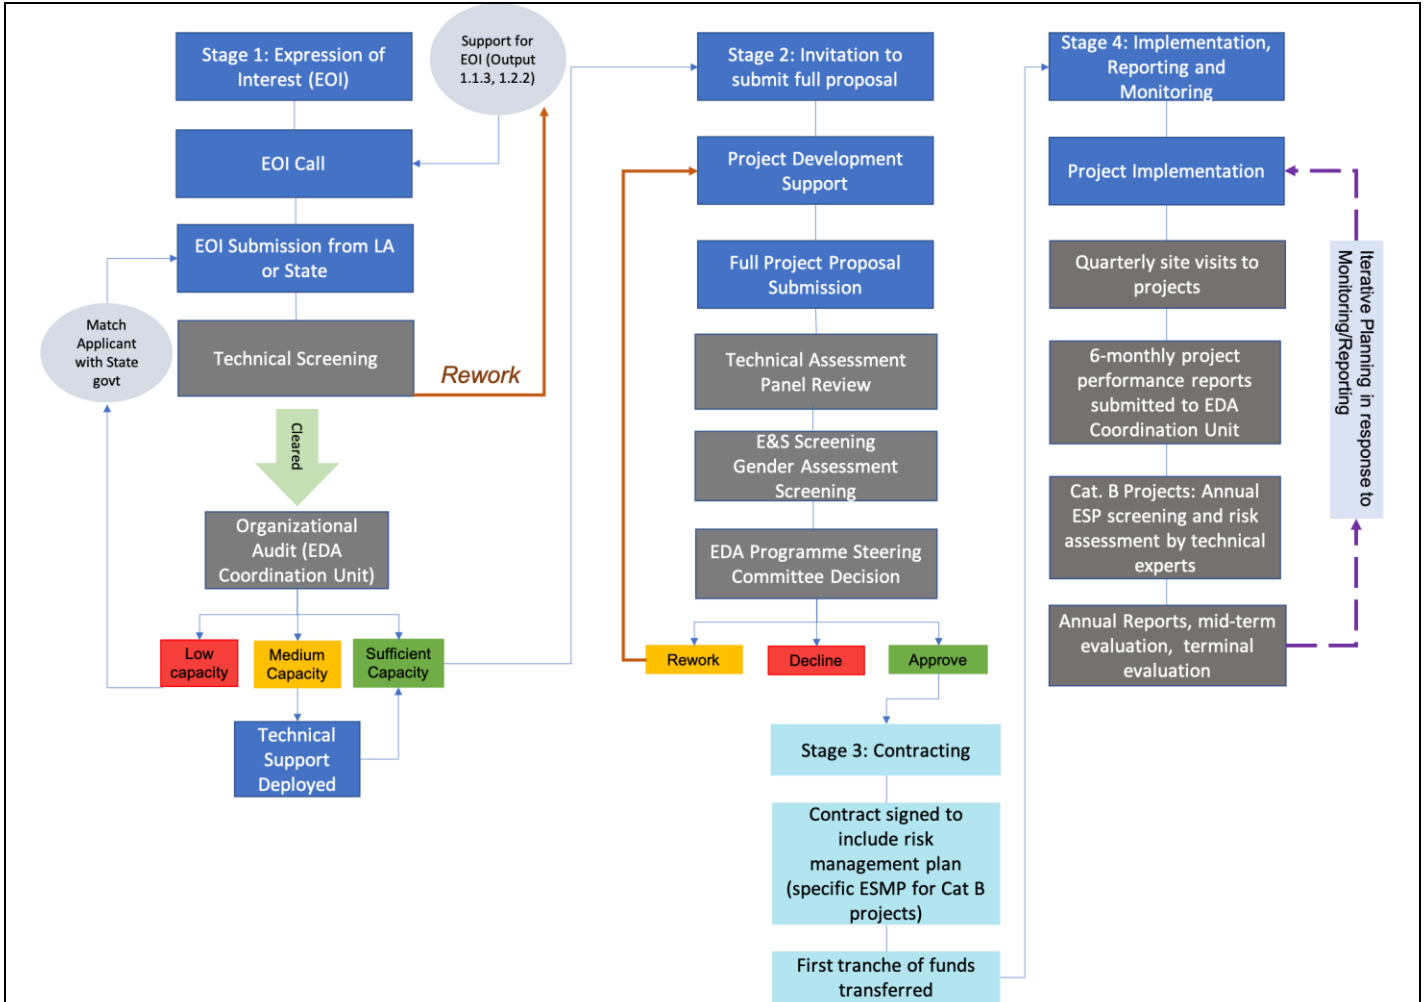 Stage 1: Expression of
Interest (EOI)
Support for
EOI (Output
1.1.3, 1.2.2)
EOI Call
EOI Submission from LA
or State
Match
Applicant
with State
govt
Technical Screening
Rework
Cleared
Organizational
Audit (EDA
Coordination Unit)
Low
capacity
Medium
Capacity
Sufficient
Capacity
Technical
Support
Deployed
Stage 2: Invitation to
submit full proposal
Project Development
Support
Full Project Proposal
Submission
Technical Assessment
Panel Review
E&S Screening
Gender Assessment
Screening
EDA Programme Steering
Committee Decision
Rework
Decline
Approve
Stage 3: Contracting
Contract signed to
include risk
management plan
(specific ESMP for Cat B
projects)
First tranche of funds
transferred
Stage 4: Implementation,
Reporting and
Monitoring
Project Implementation
Quarterly site visits to
projects
6-monthly project
performance reports
submitted to EDA
Coordination Unit
Cat. B Projects: Annual
ESP screening and risk
assessment by technical
experts
Annual Reports, mid-term
evaluation, terminal
evaluation
Iterative Planning in response to
Monitoring/Reporting